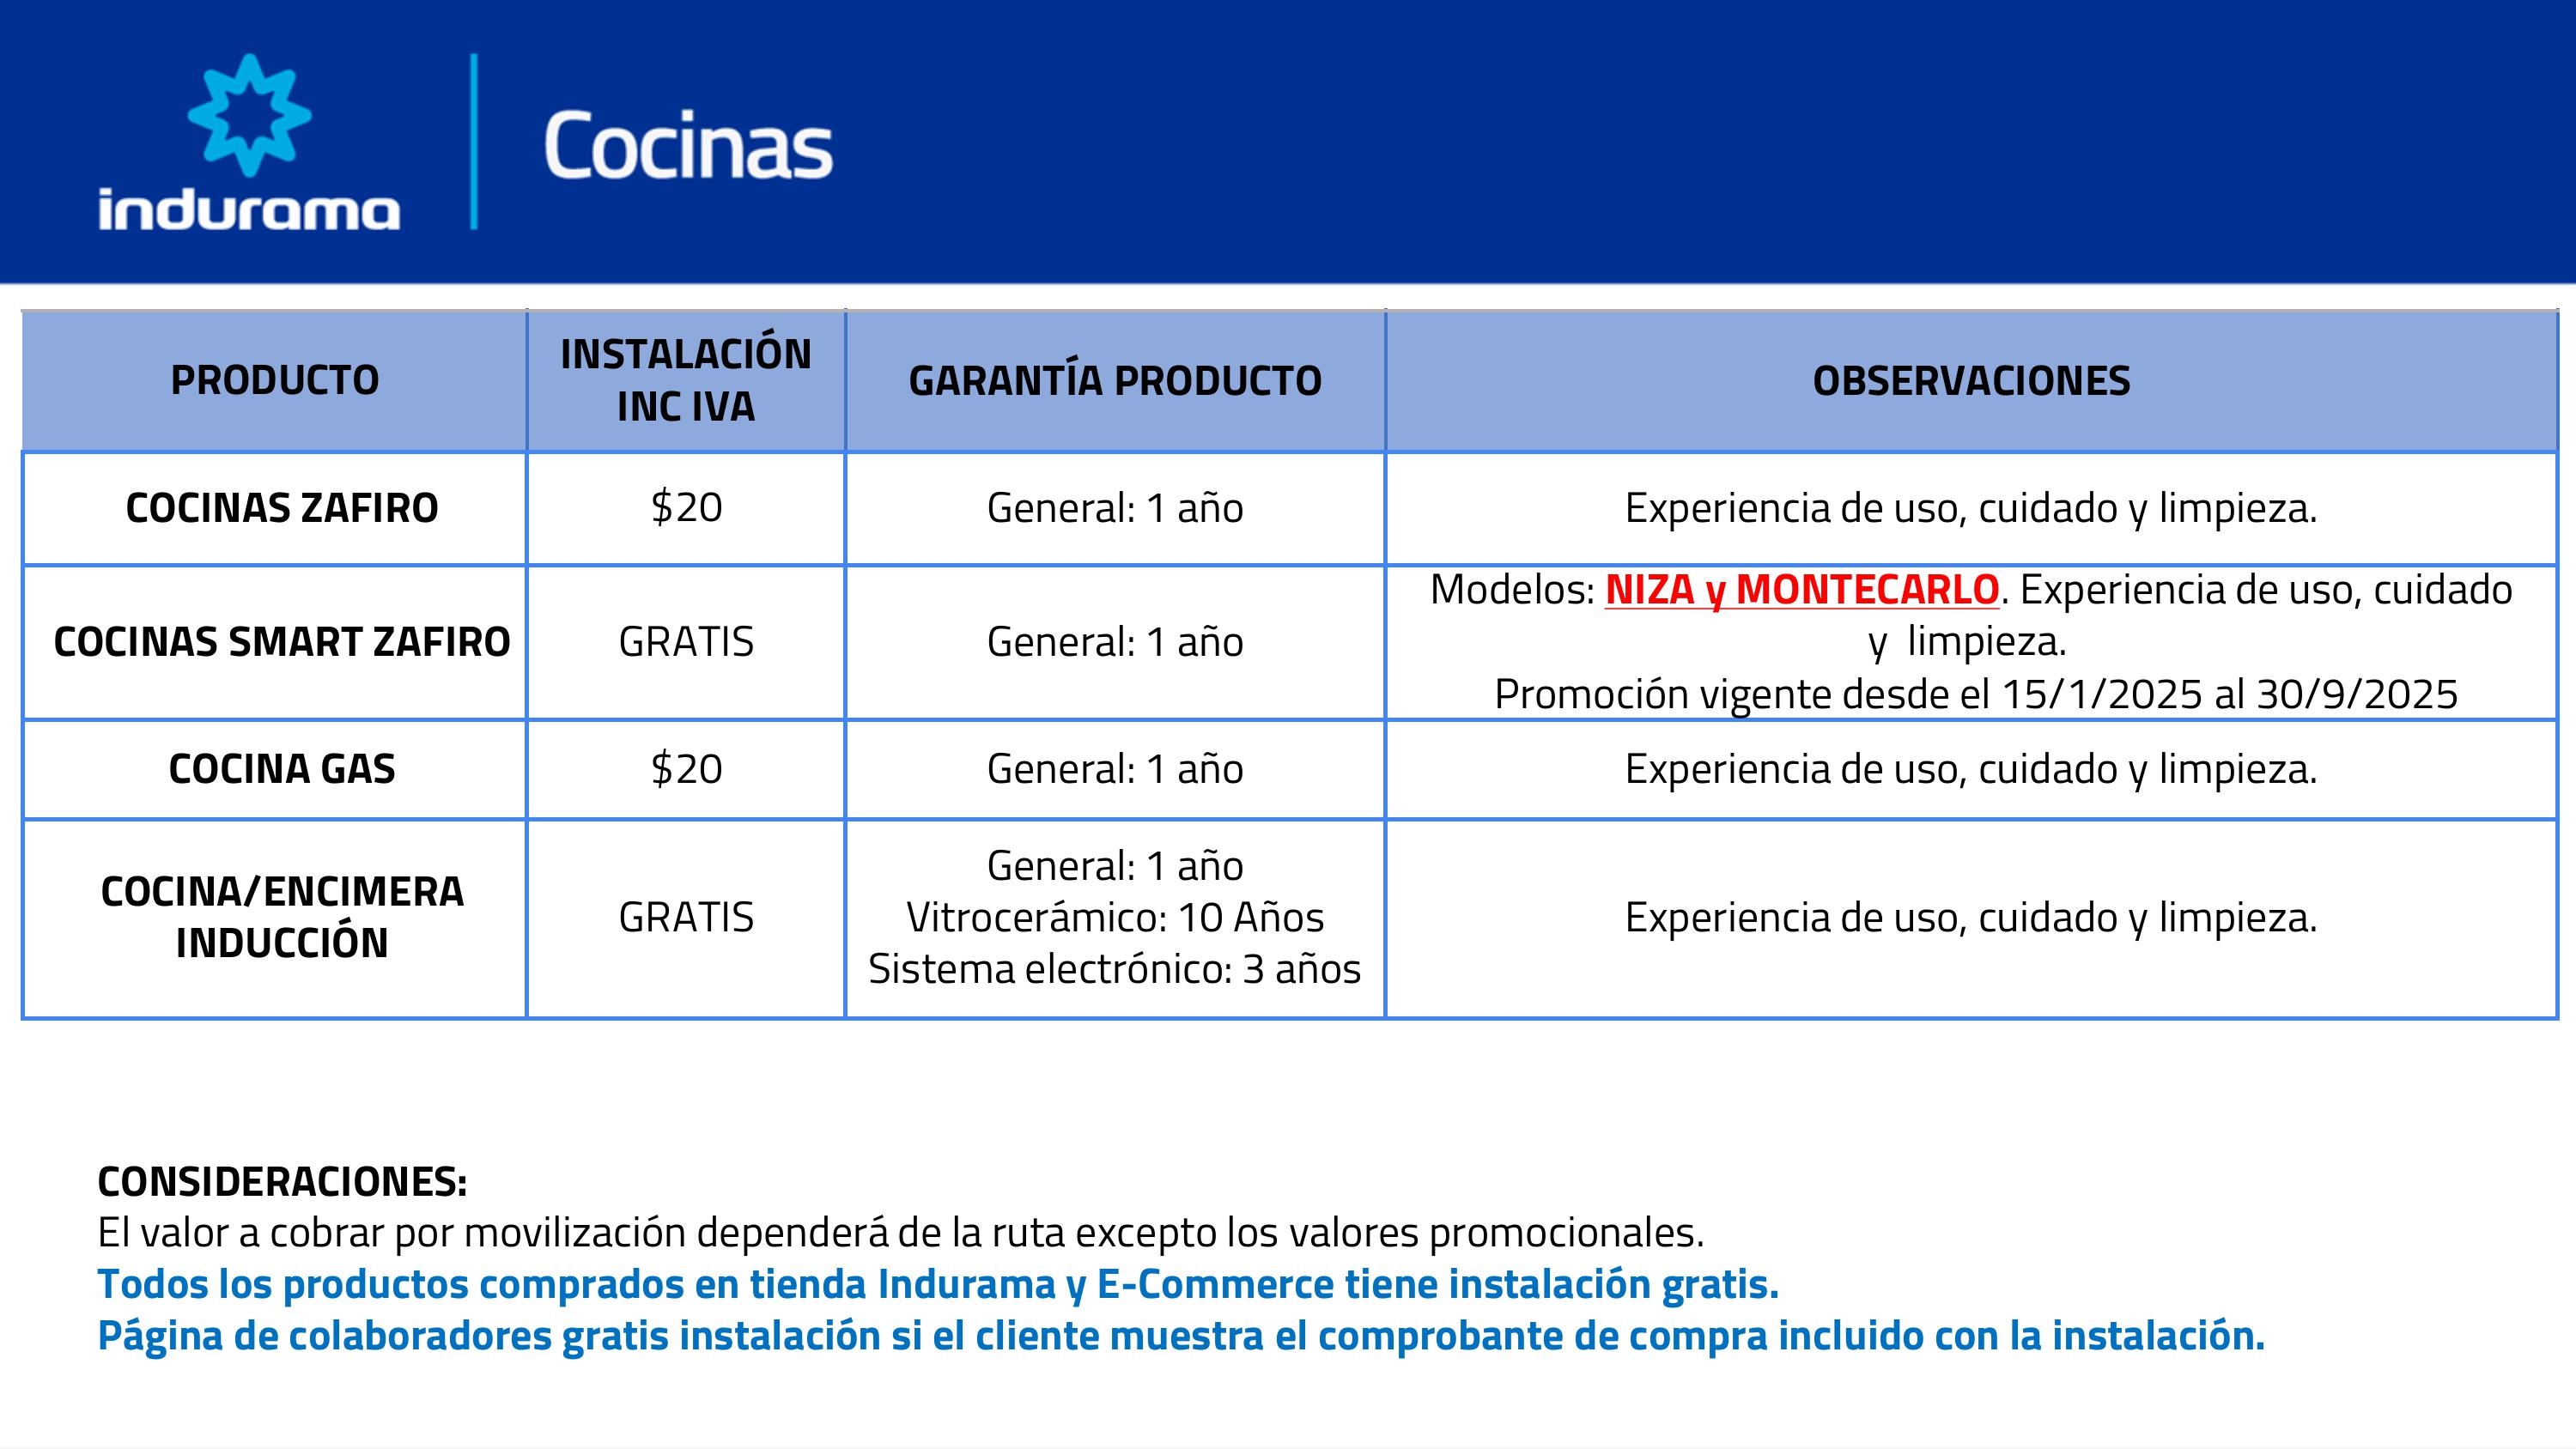 indurama
Cocinas
PRODUCTO
INSTALACIÓN
INC IVA
GARANTÍA PRODUCTO
OBSERVACIONES
COCINAS ZAFIRO
$20
General: 1 año
Experiencia de uso, cuidado y limpieza.
COCINAS SMART ZAFIRO
GRATIS
General: 1 año
Modelos: NIZA y MONTECARLO. Experiencia de uso, cuidado
y limpieza.
Promoción vigente desde el 15/1/2025 al 30/9/2025
COCINA GAS
$20
General: 1 año
Experiencia de uso, cuidado y limpieza.
COCINA/ENCIMERA
INDUCCIÓN
GRATIS
General: 1 año
Vitrocerámico: 10 Años
Sistema electrónico: 3 años
Experiencia de uso, cuidado y limpieza.
CONSIDERACIONES:
El valor a cobrar por movilización dependerá de la ruta excepto los valores promocionales.
Todos los productos comprados en tienda Indurama y E-Commerce tiene instalación gratis.
Página de colaboradores gratis instalación si el cliente muestra el comprobante de compra incluido con la instalación.